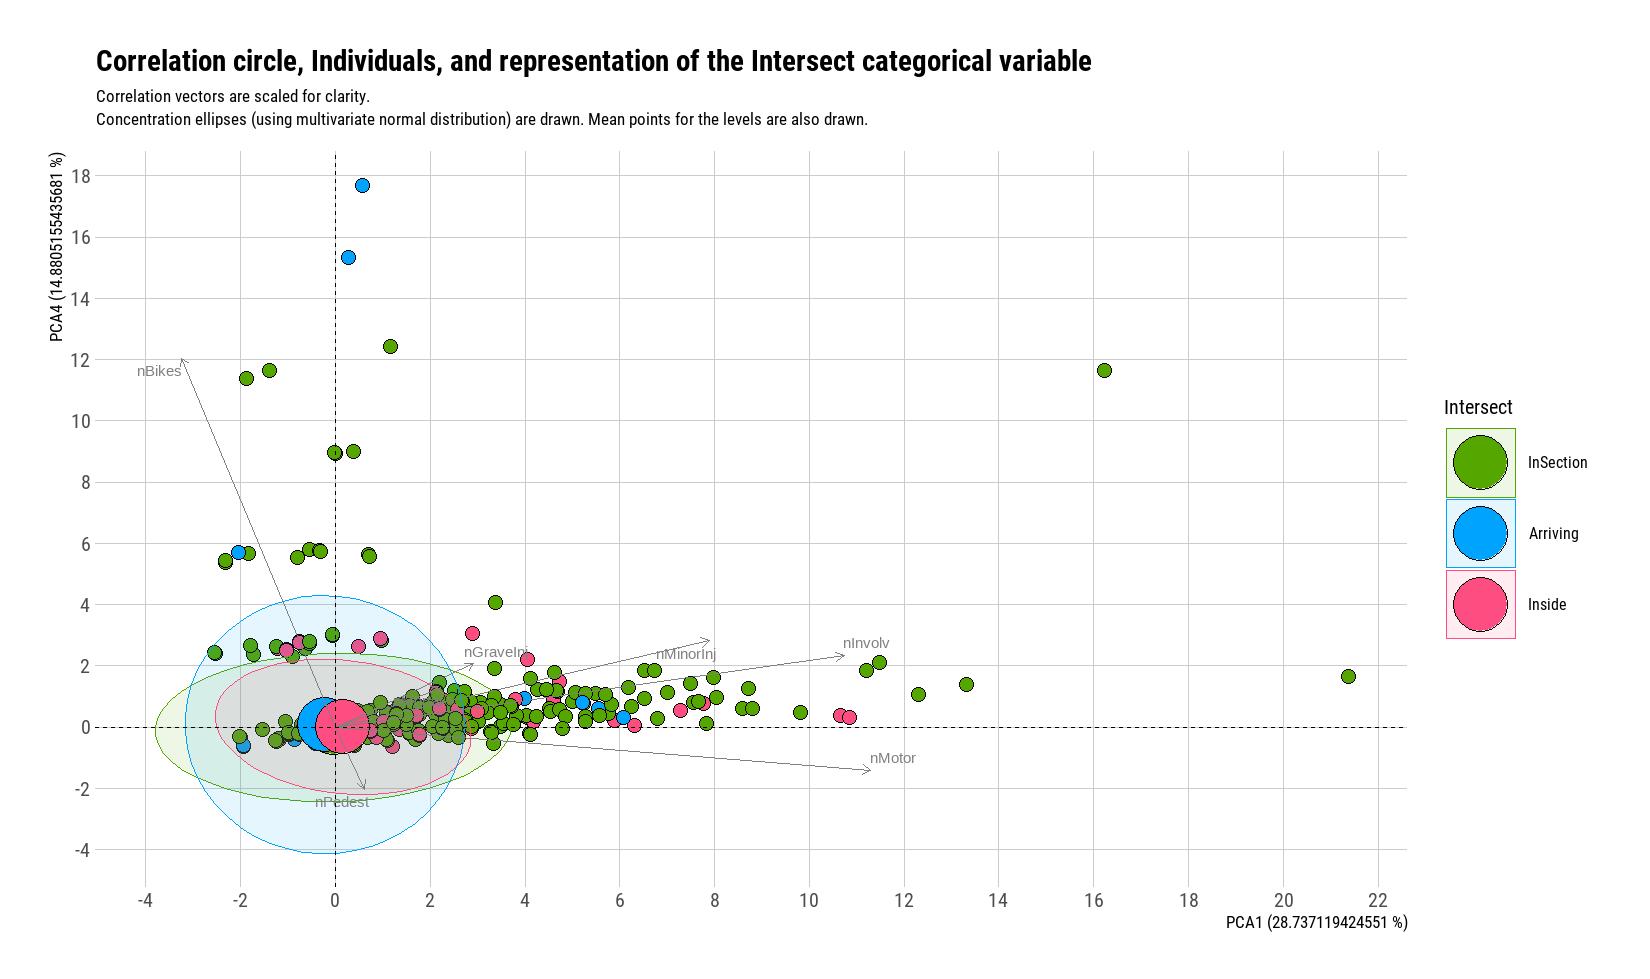 Correlation circle, Individuals, and representation of the Intersect categorical variable
Correlation vectors are scaled for clarity.
Concentration ellipses (using multivariate normal distribution) are drawn. Mean points for the levels are also drawn.
PCA4 (14.8805155435681 %)
18
16
14
12
10
8
6
4
2
0
-2
-4
nBikes
nGraveInj
nMinorInj
nInvolv
nMotor
nPedest
-4 -2 0 2 4 6 8 10 12 14 16 18 20 22
PCA1 (28.737119424551 %)
Intersect
InSection
Arriving
Inside